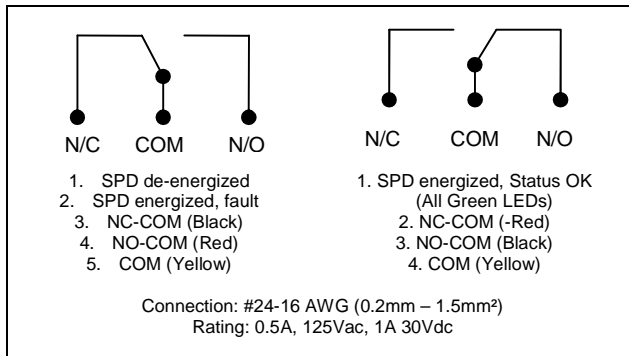 N/C COM N/O
1. SPD de-energized
2. SPD energized, fault
3. NC-COM (Black)
4. NO-COM (Red)
5. COM (Yellow)
N/C COM N/O
1. SPD energized, Status OK
(All Green LEDs)
2. NC-COM (-Red)
3. NO-COM (Black)
4. COM (Yellow)
Connection: #24-16 AWG (0.2mm – 1.5mm²)
Rating: 0.5A, 125Vac, 1A 30Vdc